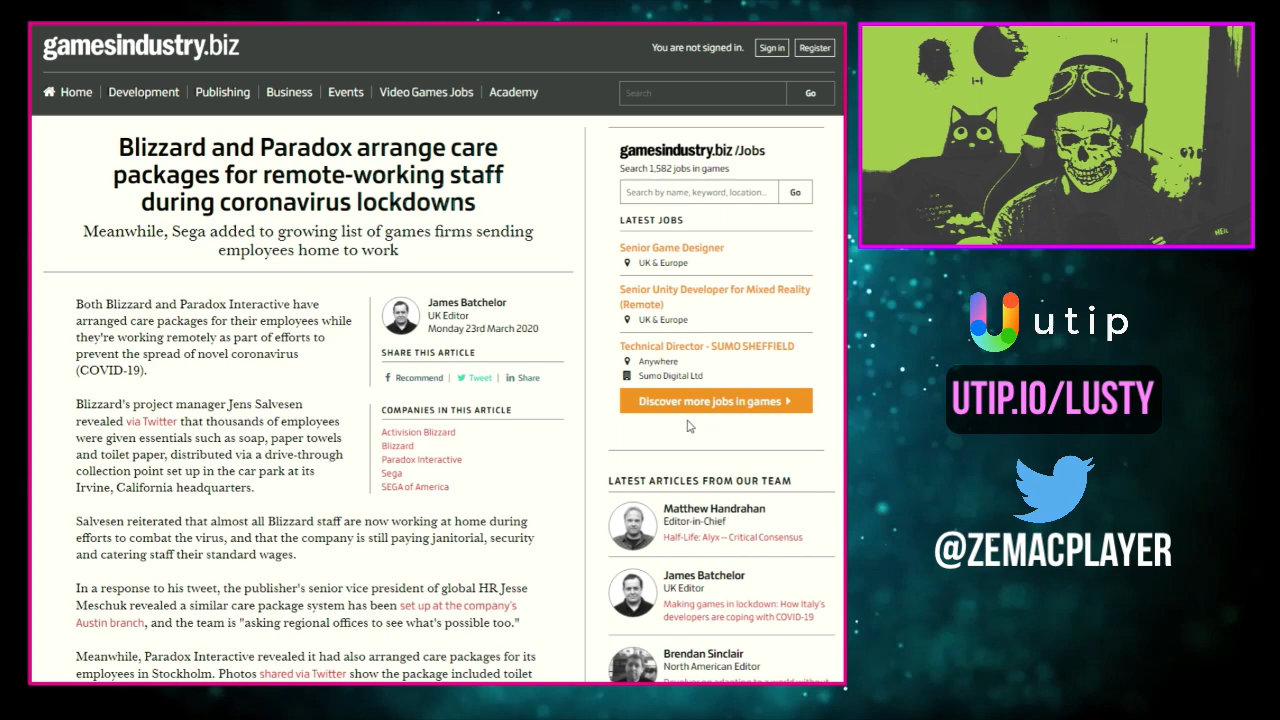 gamesindustry.biz
You are not signed in.
Sign in
Register
Home
Development
Publishing
Business
Events
Video Games Jobs
Academy
Search
Go
Blizzard and Paradox arrange care
packages for remote-working staff
during coronavirus lockdowns
Meanwhile, Sega added to growing list of games firms sending
employees home to work
Both Blizzard and Paradox Interactive have
arranged care packages for their employees while
they're working remotely as part of efforts to
prevent the spread of novel coronavirus
(COVID-19).
Blizzard's project manager Jens Salvesen
revealed via Twitter that thousands of employees
were given essentials such as soap, paper towels
and toilet paper, distributed via a drive-through
collection point set up in the car park at its
Irvine, California headquarters.
Salvesen reiterated that almost all Blizzard staff are now working at home during
efforts to combat the virus, and that the company is still paying janitorial, security
and catering staff their standard wages.
In a response to his tweet, the publisher's senior vice president of global HR Jesse
Meschuk revealed a similar care package system has been set up at the company's
Austin branch, and the team is "asking regional offices to see what's possible too."
Meanwhile, Paradox Interactive revealed it had also arranged care packages for its
employees in Stockholm. Photos shared via Twitter show the package included toilet
James Batchelor
UK Editor
Monday 23rd March 2020
SHARE THIS ARTICLE
Recommend
Tweet
Share
COMPANIES IN THIS ARTICLE
Activision Blizzard
Blizzard
Paradox Interactive
Sega
SEGA of America
gamesindustry.biz /Jobs
Search 1,582 jobs in games
Search by name, keyword, location...
Go
LATEST JOBS
Senior Game Designer
UK & Europe
Senior Unity Developer for Mixed Reality
(Remote)
UK & Europe
Technical Director - SUMO SHEFFIELD
Anywhere
Sumo Digital Ltd
Discover more jobs in games
LATEST ARTICLES FROM OUR TEAM
Matthew Handrahan
Editor-in-Chief
Half-Life: Alyx -- Critical Consensus
James Batchelor
UK Editor
Making games in lockdown: How Italy's
developers are coping with COVID-19
Brendan Sinclair
North American Editor
utip
UTIP.IO/LUSTY
@ZEMACPLAYER